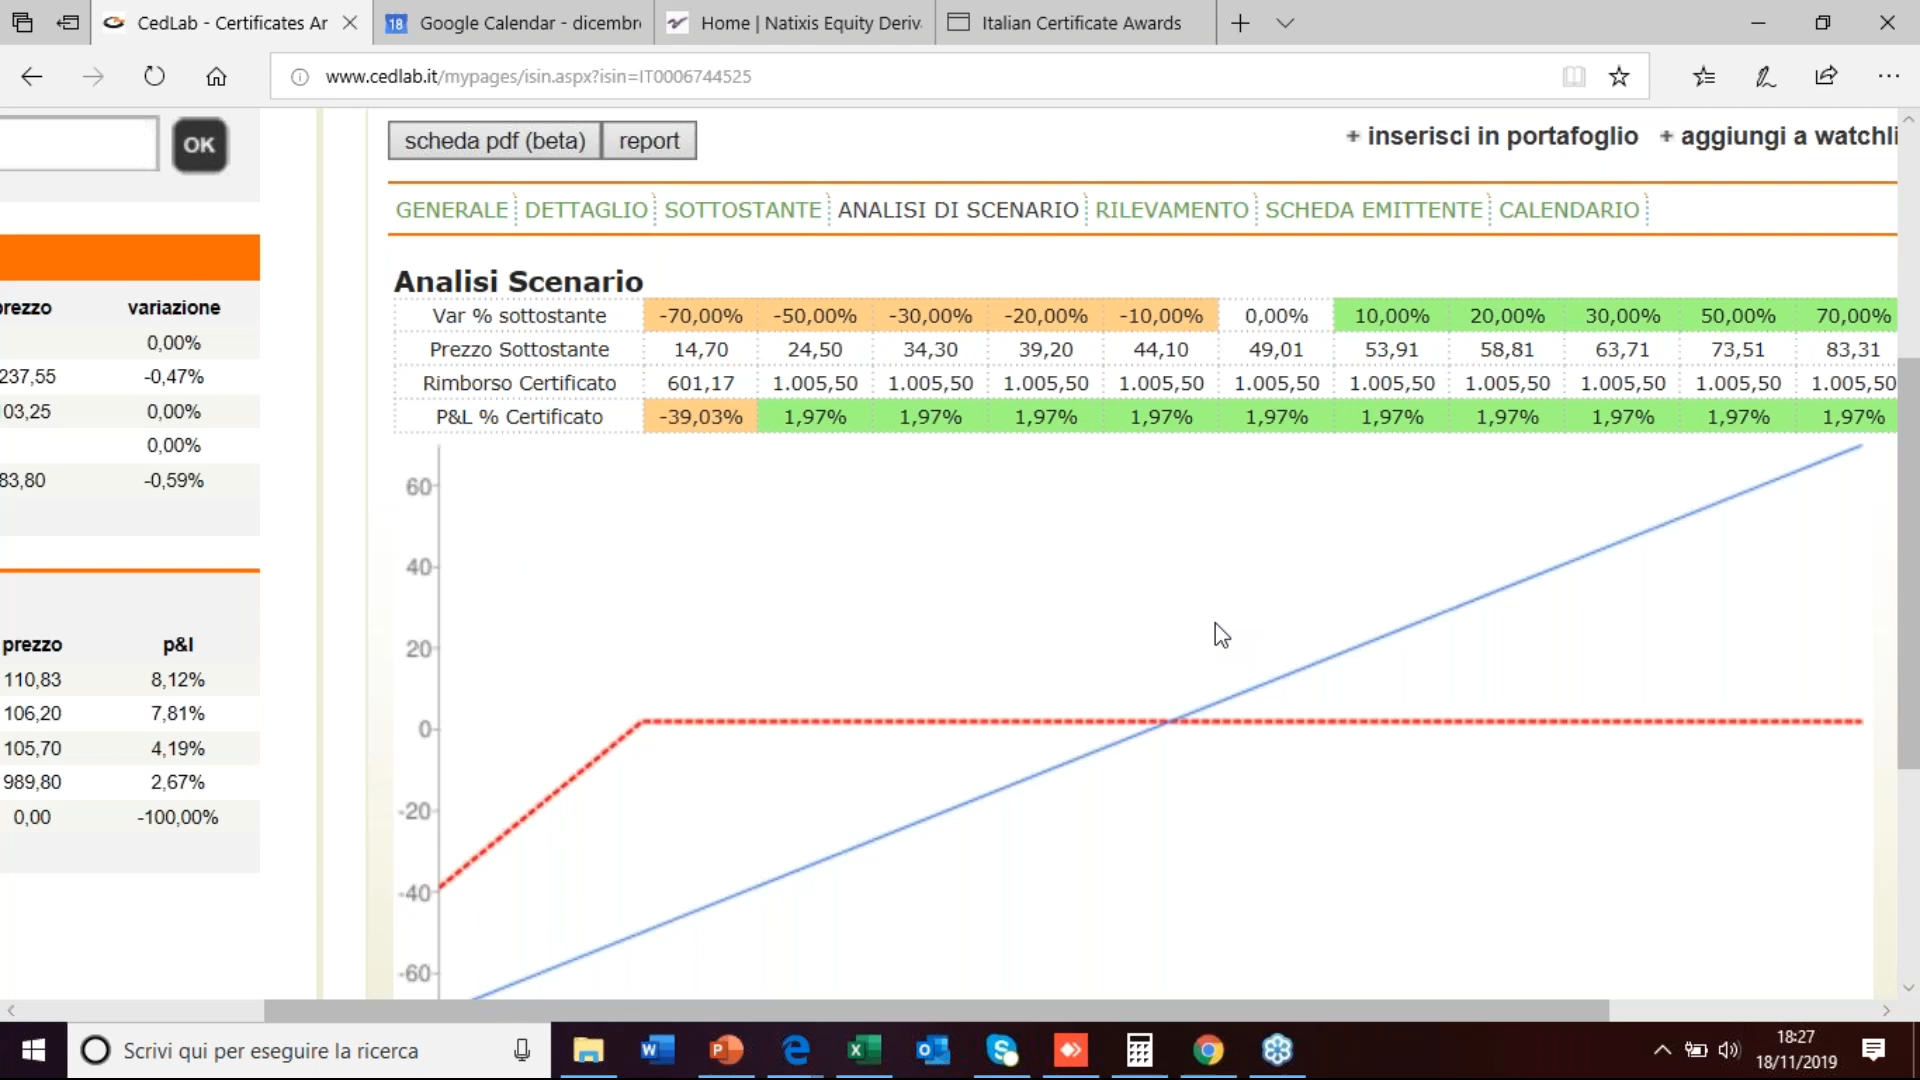 CedLab - Certificates Ar
Google Calendar - dicembre
Home | Natixis Equity Deriv
Italian Certificate Awards
www.cedlab.it/mypages/isin.aspx?isin=IT0006744525
OK
scheda pdf (beta) report
+ inserisci in portafoglio + aggiungi a watchli
GENERALE DETTAGLIO SOTTOSTANTE ANALISI DI SCENARIO RILEVAMENTO SCHEDA EMITTENTE CALENDARIO
Analisi Scenario
Var % sottostante -70,00% -50,00% -30,00% -20,00% -10,00% 0,00% 10,00% 20,00% 30,00% 50,00% 70,00%
Prezzo Sottostante 14,70 24,50 34,30 39,20 44,10 49,01 53,91 58,81 63,71 73,51 83,31
Rimborso Certificato 601,17 1.005,50 1.005,50 1.005,50 1.005,50 1.005,50 1.005,50 1.005,50 1.005,50 1.005,50 1.005,50
P&L % Certificato -39,03% 1,97% 1,97% 1,97% 1,97% 1,97% 1,97% 1,97% 1,97% 1,97% 1,97%
60
40
20
0
-20
-40
-60
prezzo variazione
0,00%
237,55 -0,47%
03,25 0,00%
0,00%
83,80 -0,59%
prezzo p&l
110,83 8,12%
106,20 7,81%
105,70 4,19%
989,80 2,67%
0,00 -100,00%
Scrivi qui per eseguire la ricerca
18:27
18/11/2019